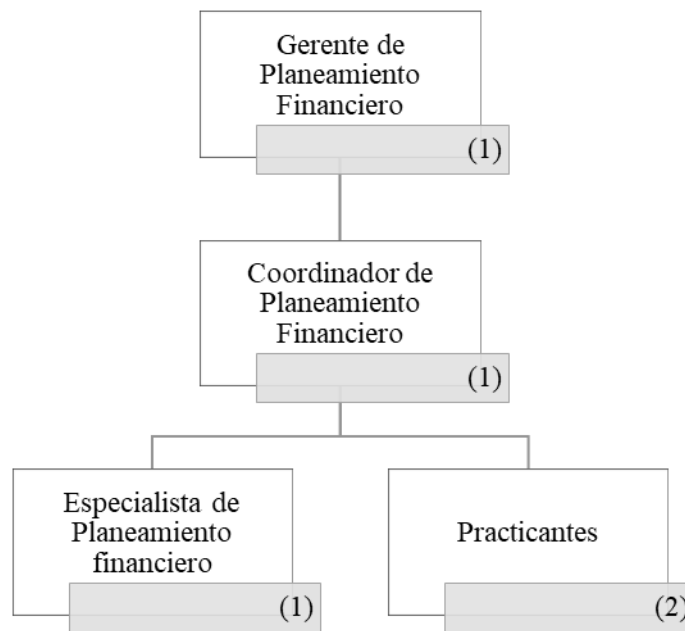 Gerente de
Planeamiento
Financiero
(1)
Coordinador de
Planeamiento
Financiero
(1)
Especialista de
Planeamiento
financiero
(1)
Practicantes
(2)